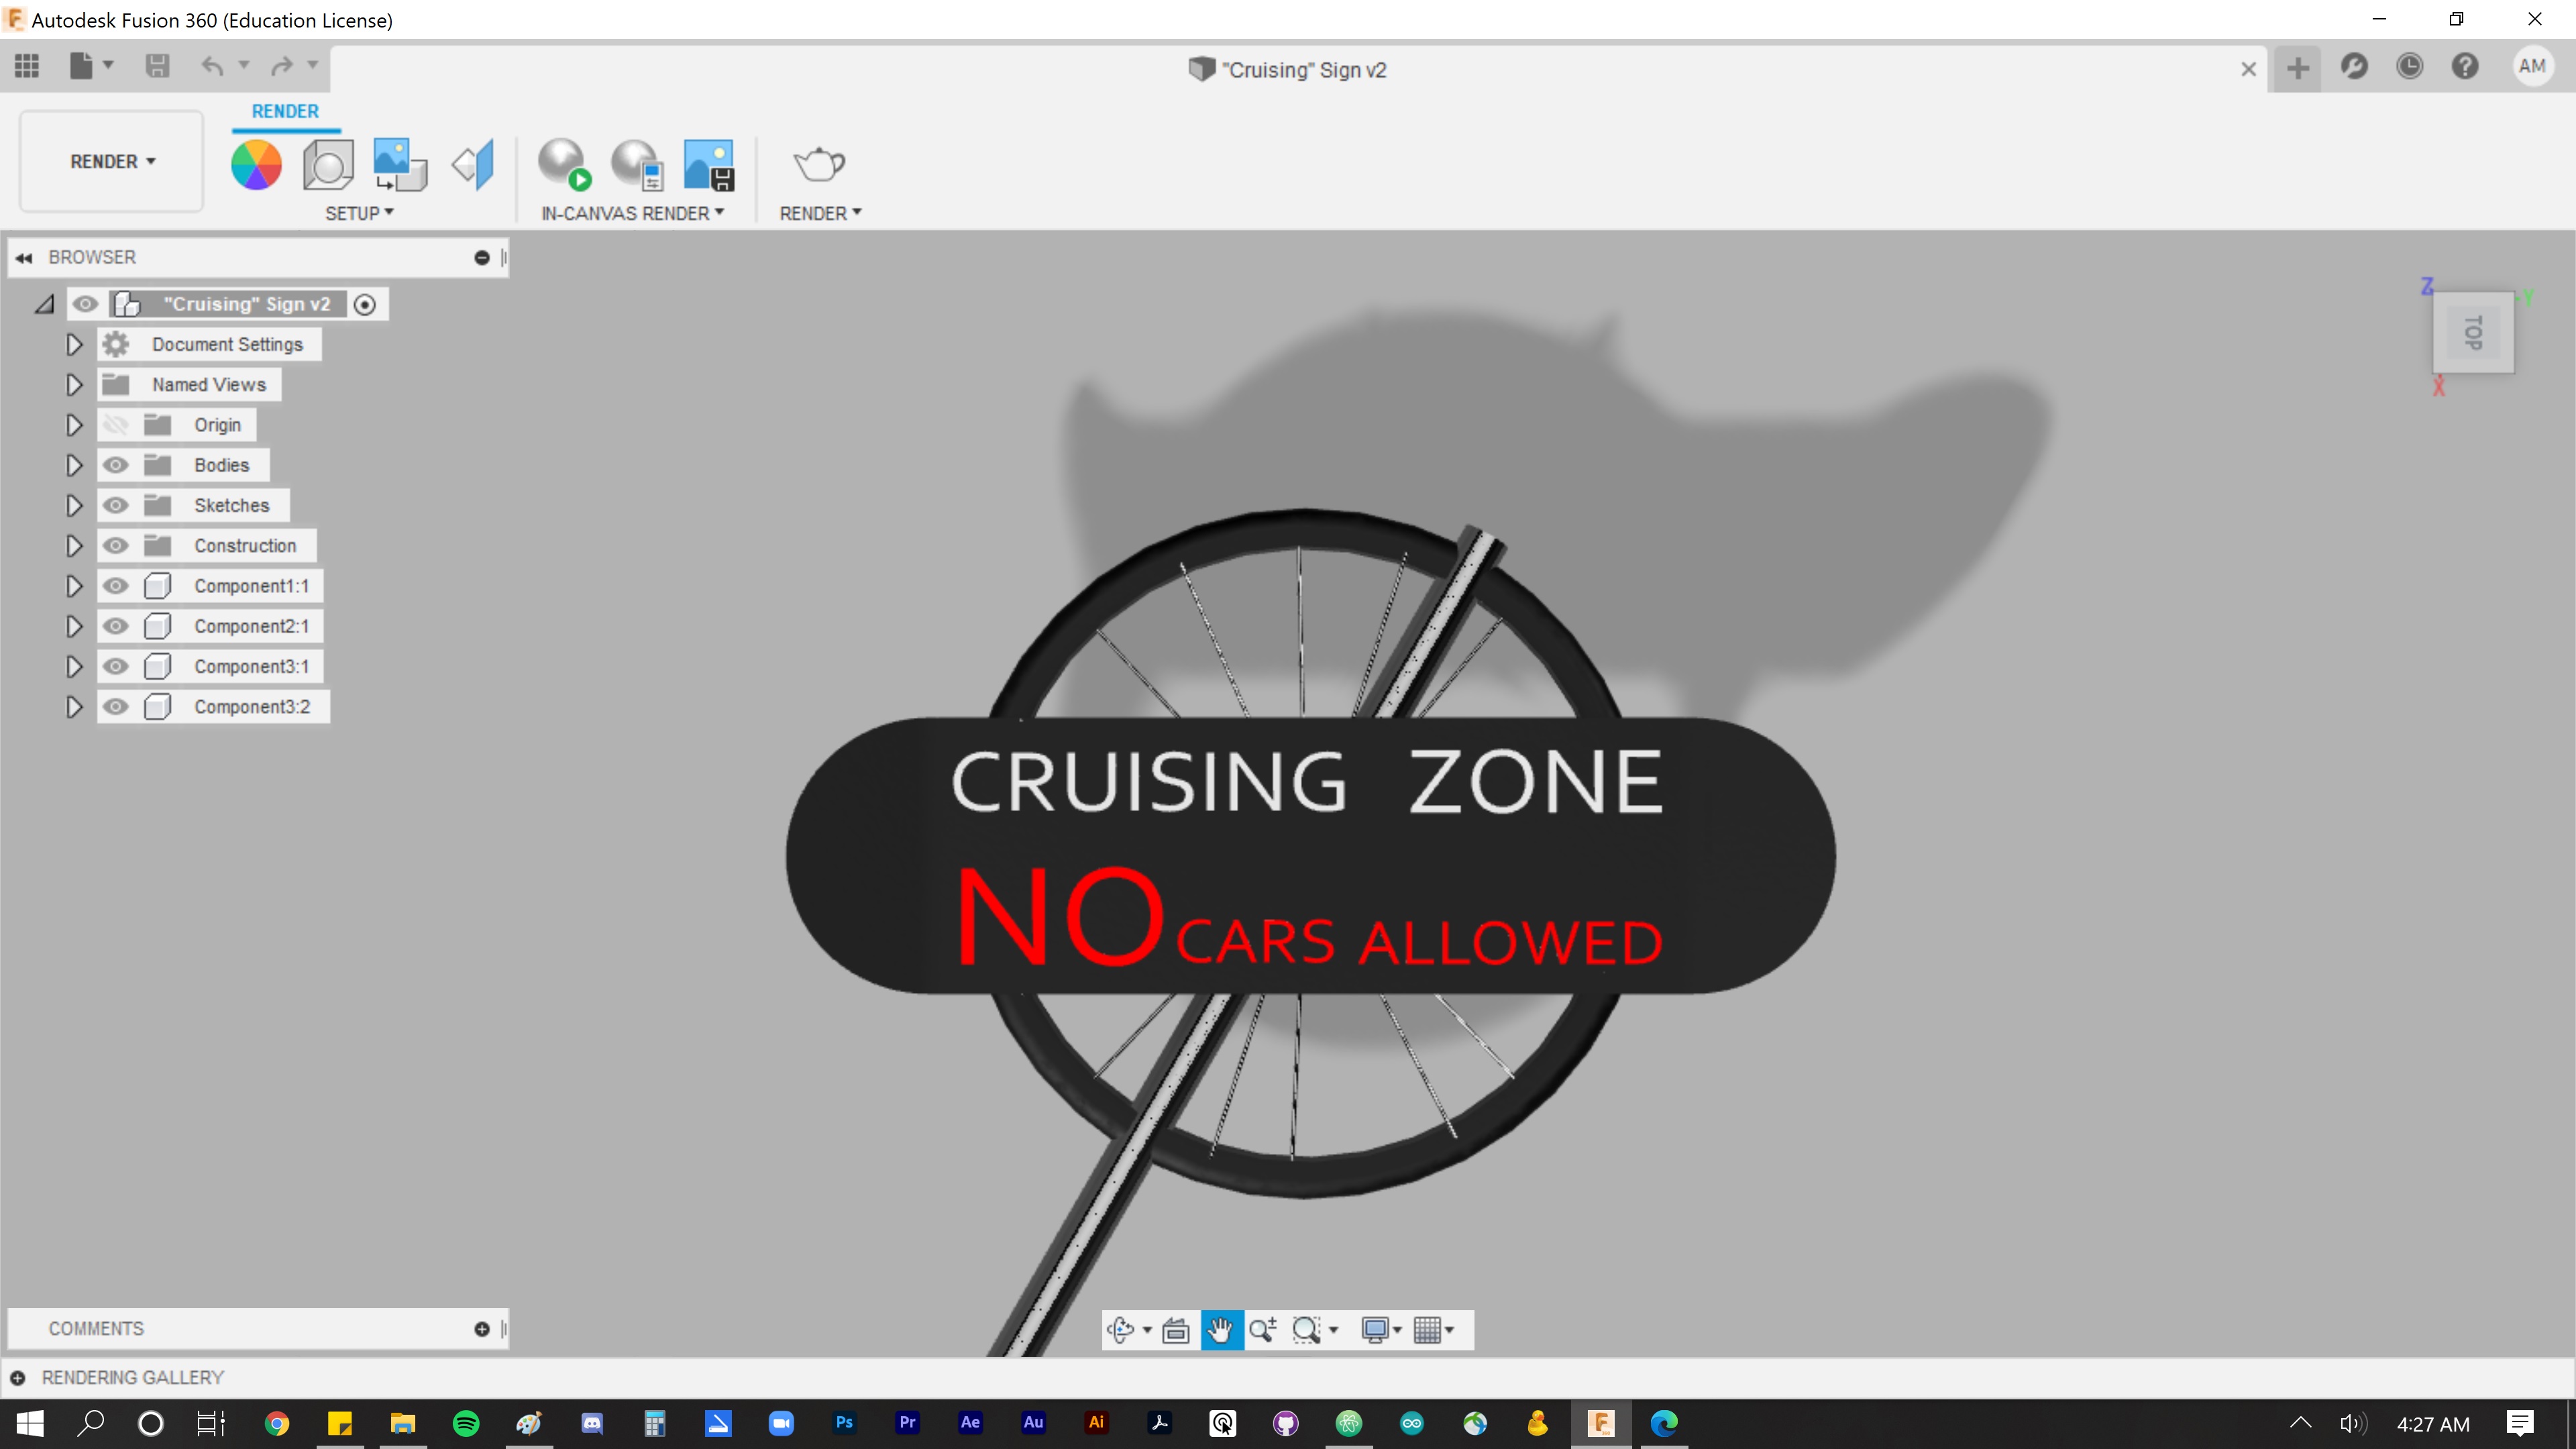 Autodesk Fusion 360 (Education License)
"Cruising" Sign v2
AM
RENDER
RENDER
SETUP
IN-CANVAS RENDER
RENDER
BROWSER
"Cruising" Sign v2
Document Settings
Named Views
Origin
Bodies
Sketches
Construction
Component1:1
Component2:1
Component3:1
Component3:2
Z
Y
TOP
X
CRUISING ZONE
NO CARS ALLOWED
COMMENTS
RENDERING GALLERY
Ps
Pr
Ae
Au
Ai
F
4:27 AM